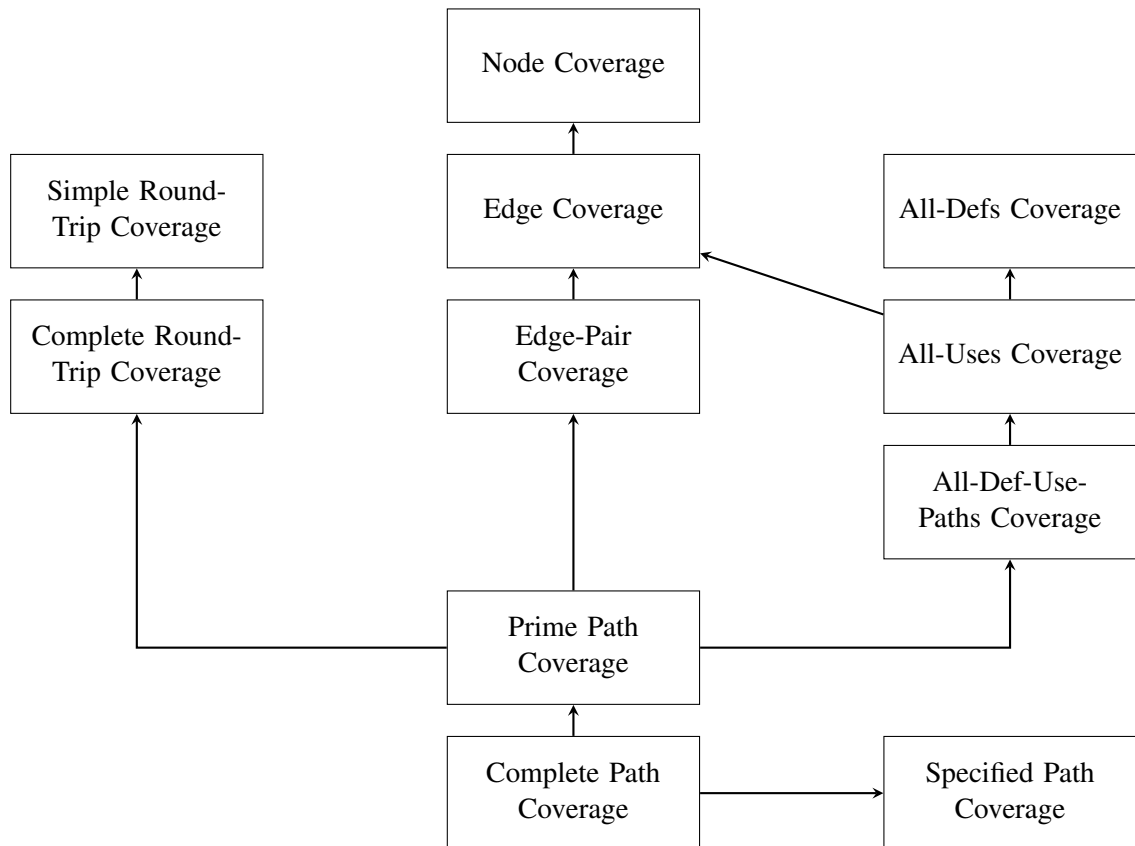 Node Coverage
Simple Round-
Trip Coverage
Edge Coverage
All-Defs Coverage
Complete Round-
Trip Coverage
Edge-Pair
Coverage
All-Uses Coverage
All-Def-Use-
Paths Coverage
Prime Path
Coverage
Complete Path
Coverage
Specified Path
Coverage